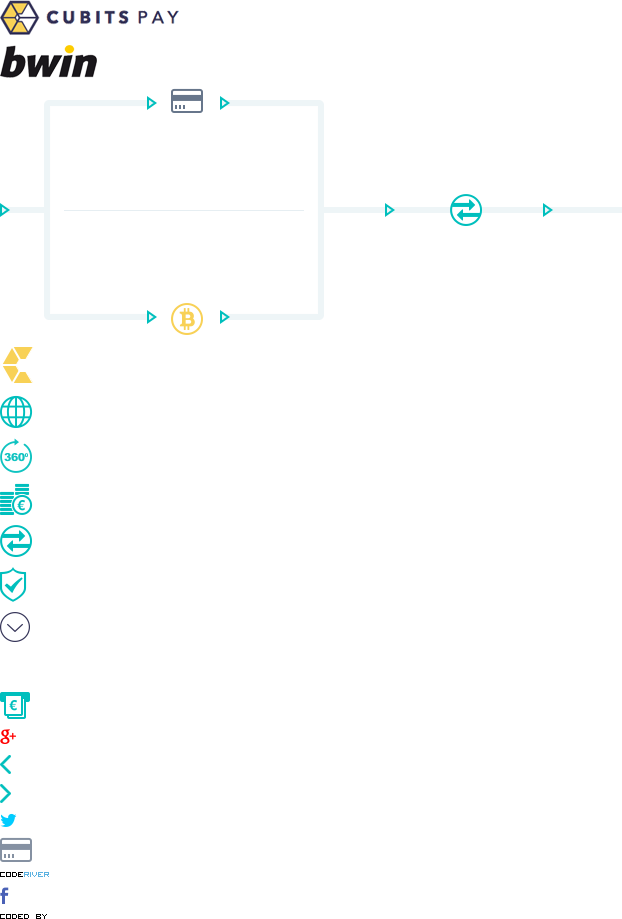 CUBITS PAY
bwin
360°
€
€
g+
CODERIVER
f
CODED BY